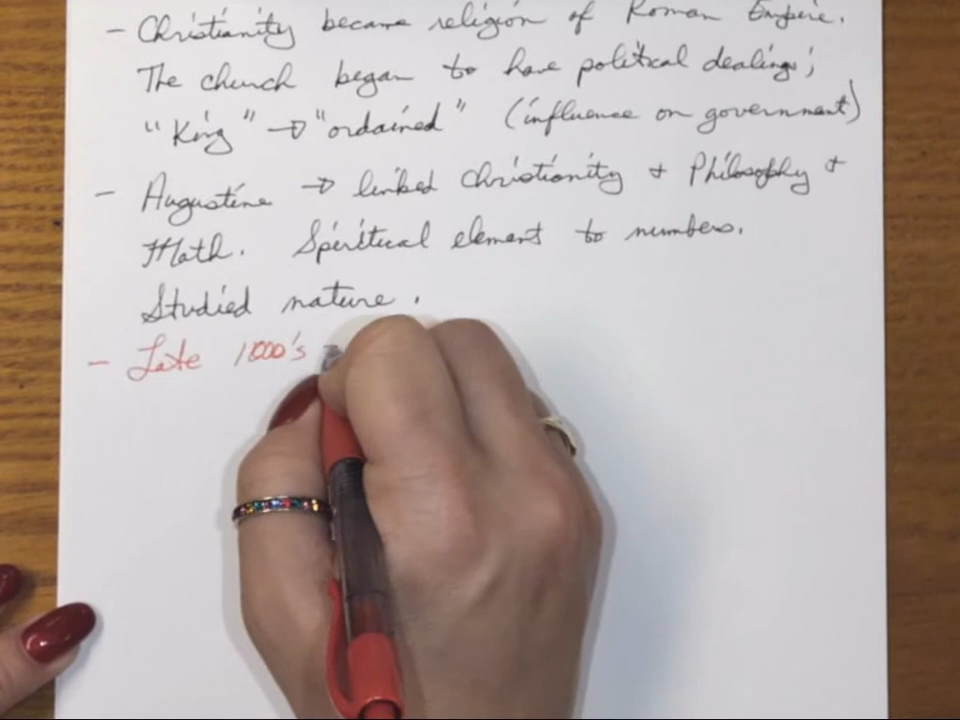 - Christianity became religion of Roman Empire.
The church began to have political dealings;
"King" → "ordained" (influence on government)
- Augustine → linked Christianity + Philosophy +
Math. Spiritual element to numbers.
Studied nature.
- Late 1000's